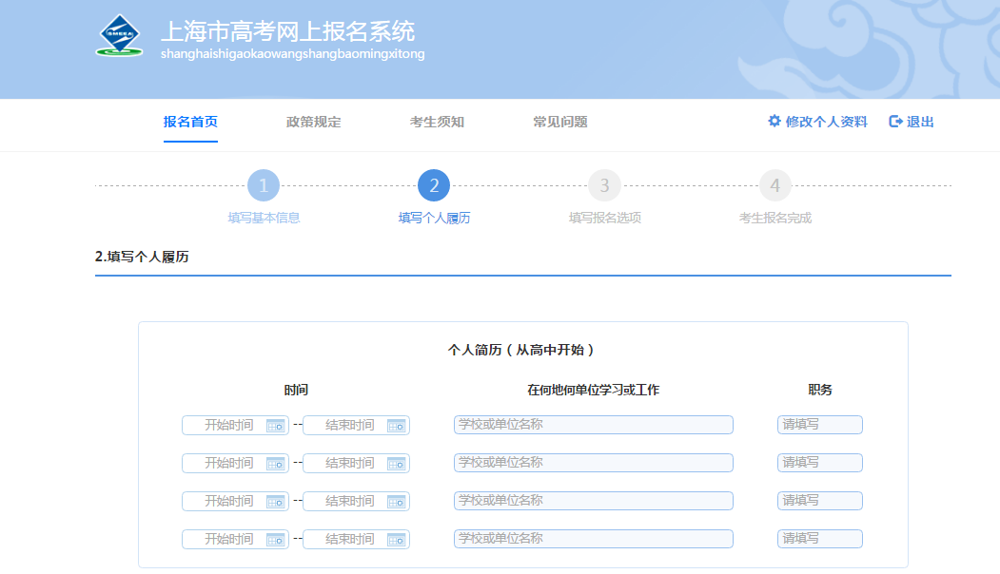 SMEEA
上海市高考网上报名系统
shanghaishigaokaowangshangbaomingxitong
报名首页 政策规定 考生须知 常见问题 修改个人资料 退出
1 2 3 4
填写基本信息 填写个人履历 填写报名选项 考生报名完成
2.填写个人履历
个人简历（从高中开始）
时间 在何地何单位学习或工作 职务
开始时间 -- 结束时间 学校或单位名称 请填写
开始时间 -- 结束时间 学校或单位名称 请填写
开始时间 -- 结束时间 学校或单位名称 请填写
开始时间 -- 结束时间 学校或单位名称 请填写